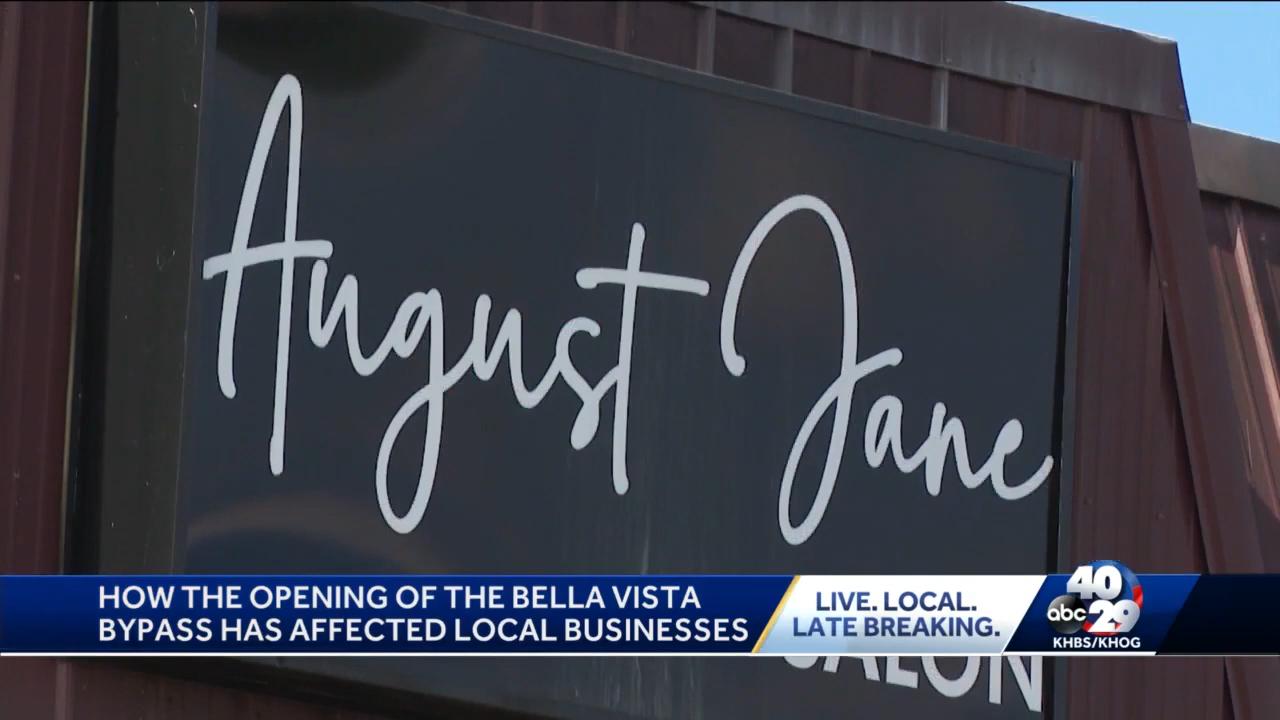 August Jane
SALON
HOW THE OPENING OF THE BELLA VISTA
BYPASS HAS AFFECTED LOCAL BUSINESSES
LIVE. LOCAL.
LATE BREAKING.
40
abc 29
KHBS/KHOG